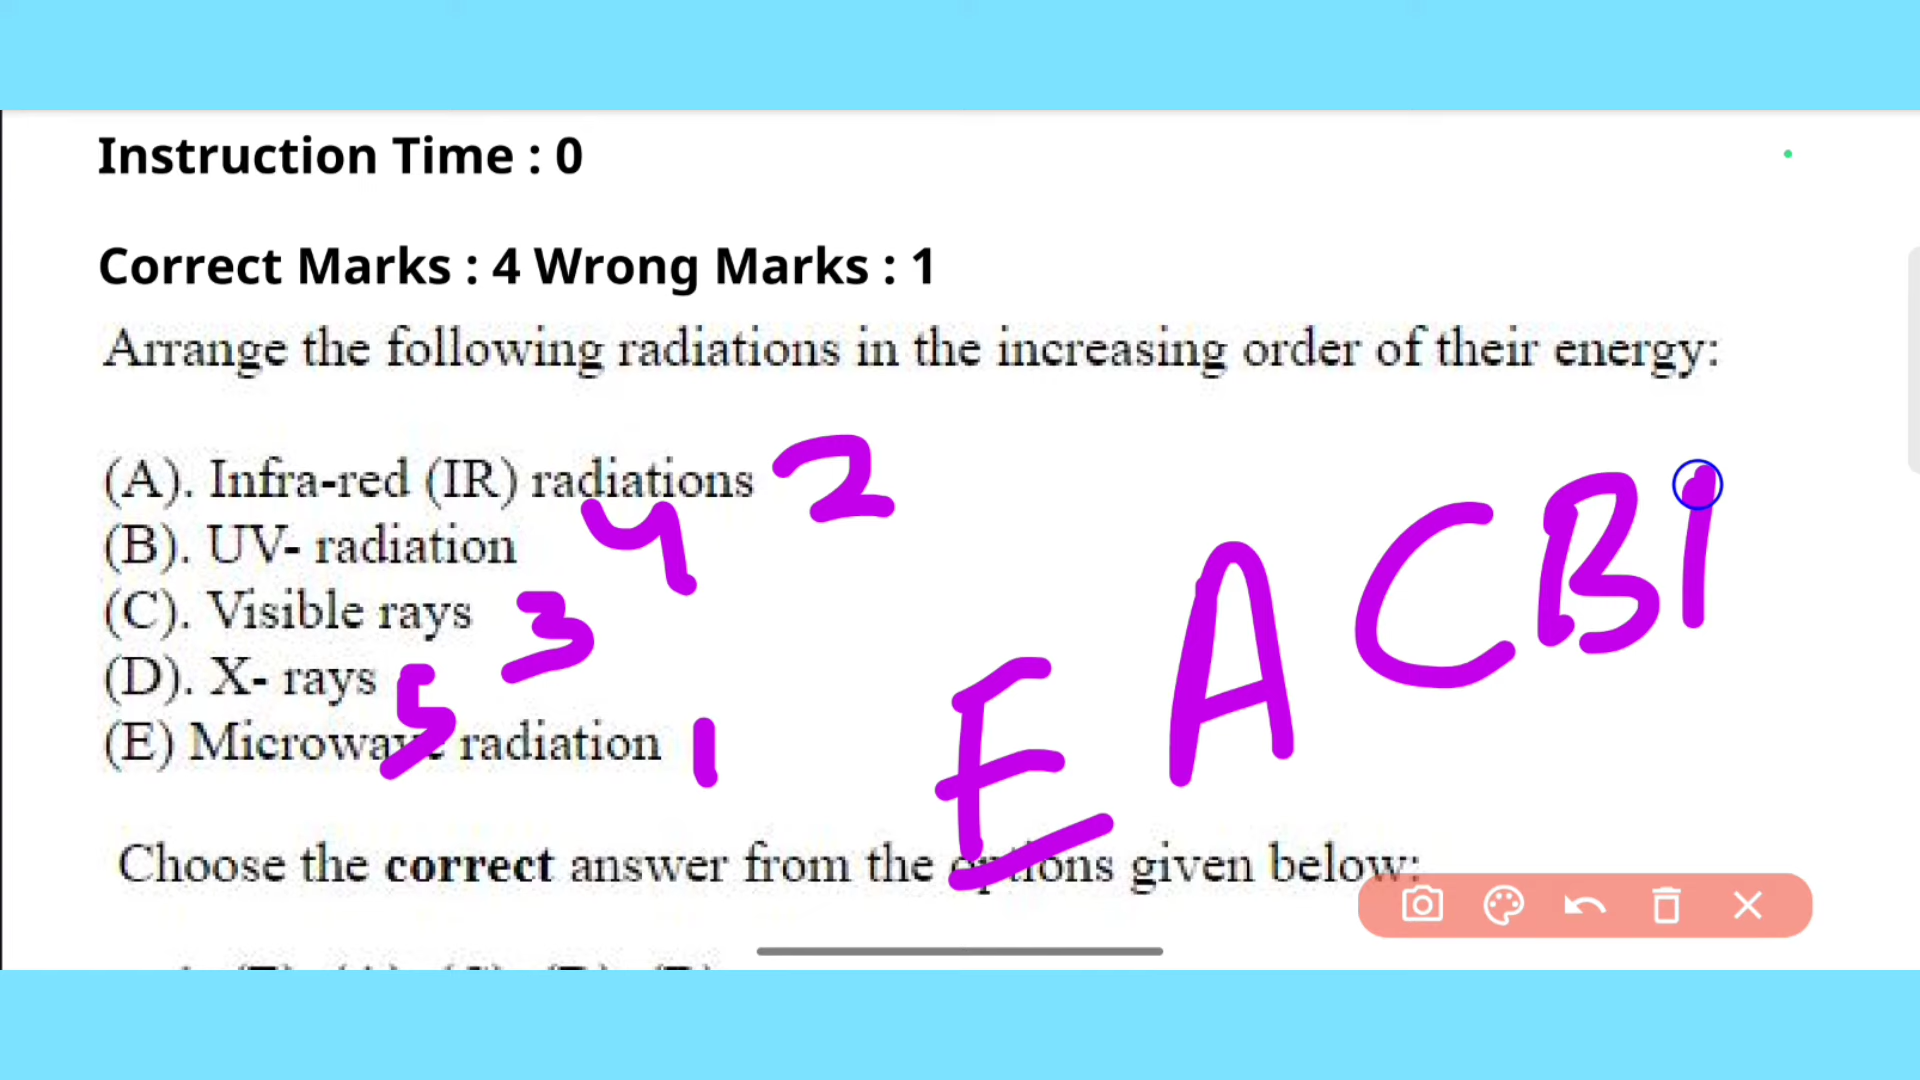 Instruction Time : 0
Correct Marks : 4 Wrong Marks : 1
Arrange the following radiations in the increasing order of their energy:
(A). Infra-red (IR) radiations 2
(B). UV- radiation 4
(C). Visible rays 3
(D). X- rays 5
(E) Microwave radiation 1
E A C B
Choose the correct answer from the options given below: